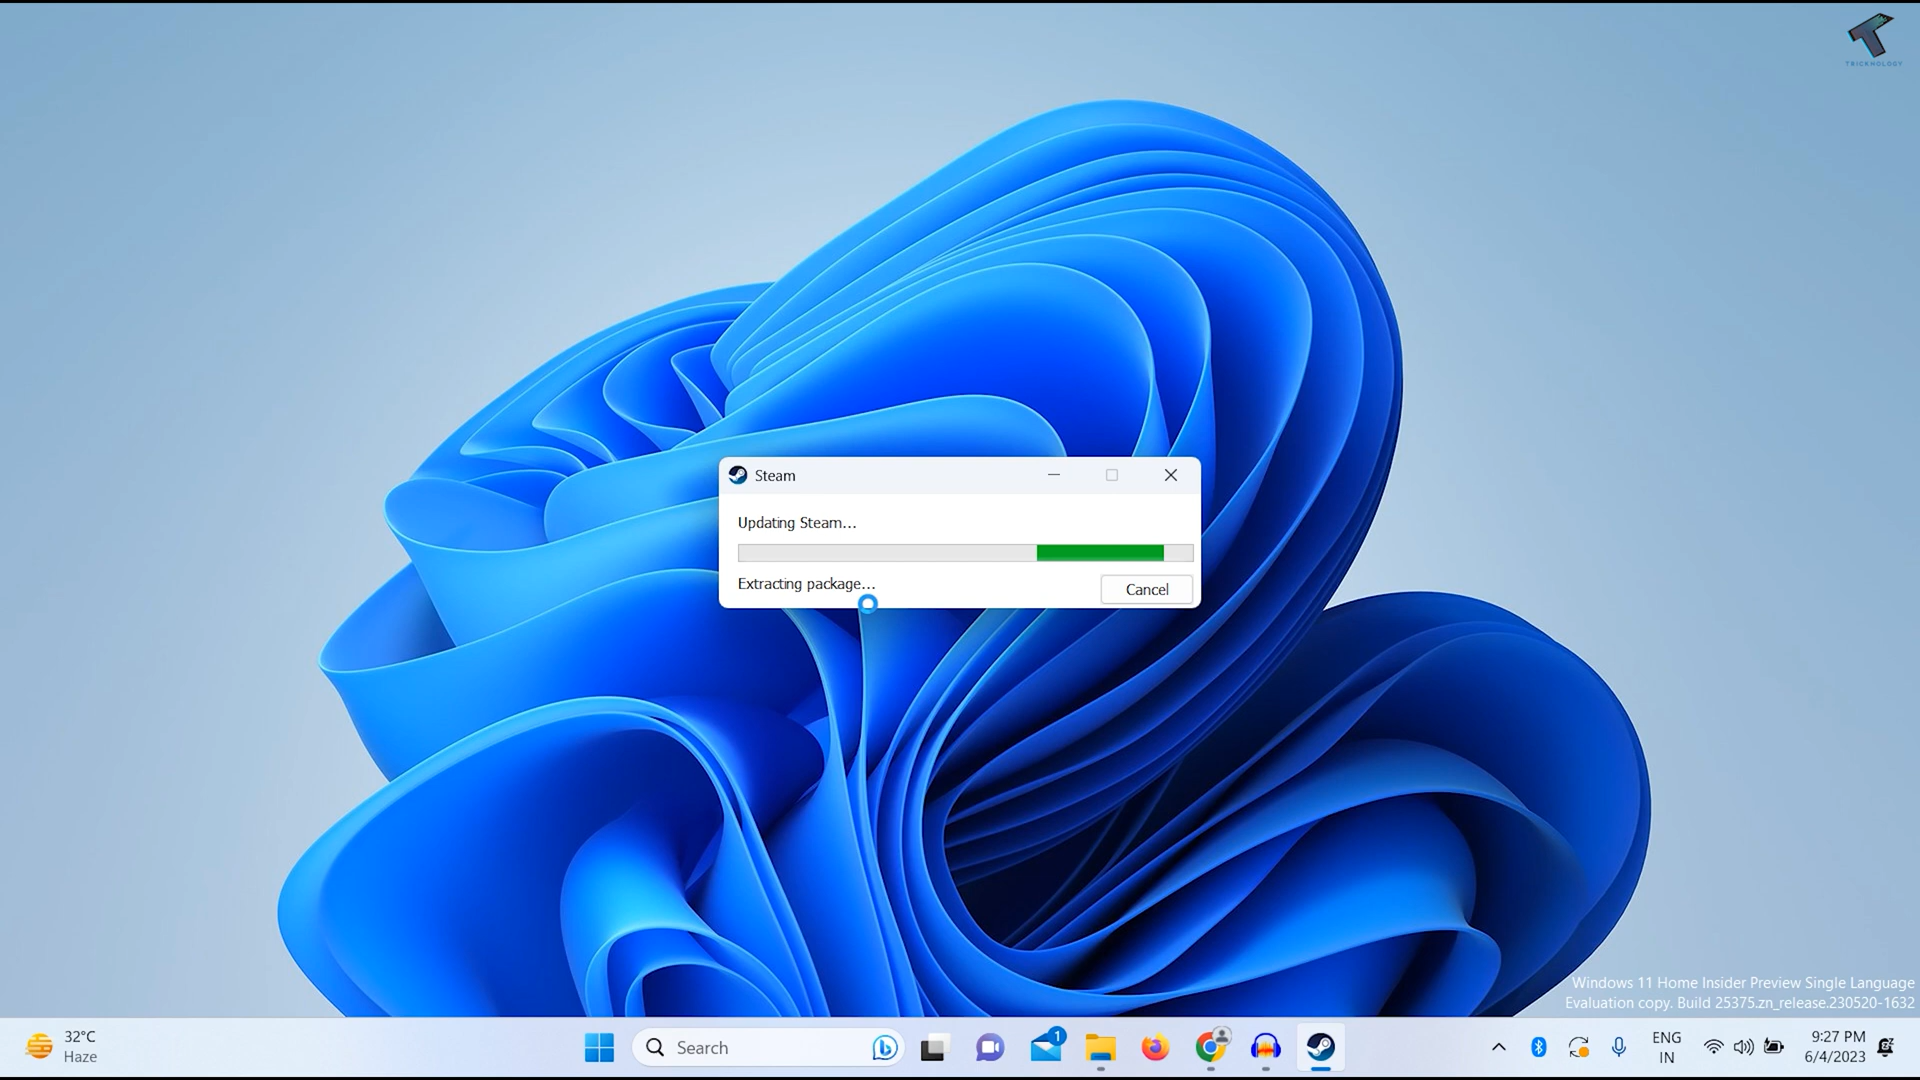 TRICKNOLOGY
Steam
Updating Steam...
Extracting package...
Cancel
Windows 11 Home Insider Preview Single Language
Evaluation copy. Build 25375.zn_release.230520-1632
32°C
Haze
Search
1
ENG
IN
9:27 PM
6/4/2023